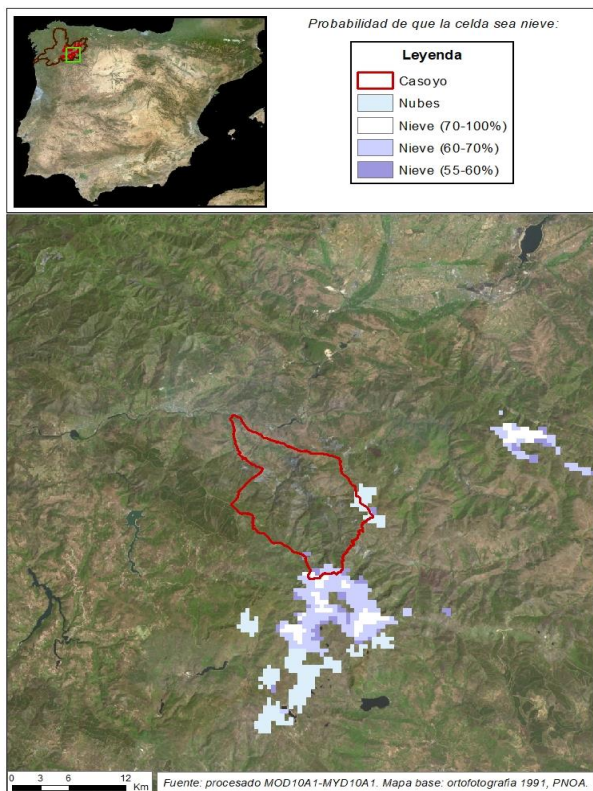 Probabilidad de que la celda sea nieve:
Leyenda
Casoyo
Nubes
Nieve (70-100%)
Nieve (60-70%)
Nieve (55-60%)
0 3 6 12 Km
Fuente: procesado MOD10A1-MYD10A1. Mapa base: ortofotografía 1991, PNOA.